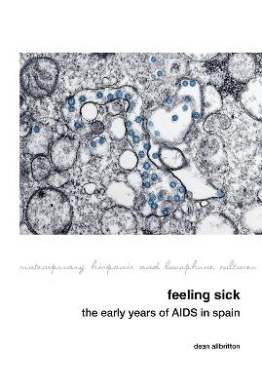 contemporary hispanic and lusophone cultures
feeling sick
the early years of AIDS in spain
dean allbritton